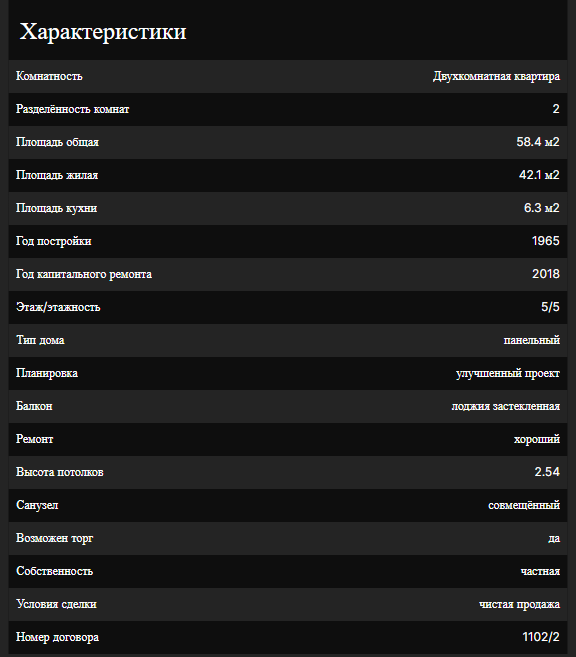 Характеристики
Комнатность Двухкомнатная квартира
Разделённость комнат 2
Площадь общая 58.4 м2
Площадь жилая 42.1 м2
Площадь кухни 6.3 м2
Год постройки 1965
Год капитального ремонта 2018
Этаж/этажность 5/5
Тип дома панельный
Планировка улучшенный проект
Балкон лоджия застекленная
Ремонт хороший
Высота потолков 2.54
Санузел совмещённый
Возможен торг да
Собственность частная
Условия сделки чистая продажа
Номер договора 1102/2